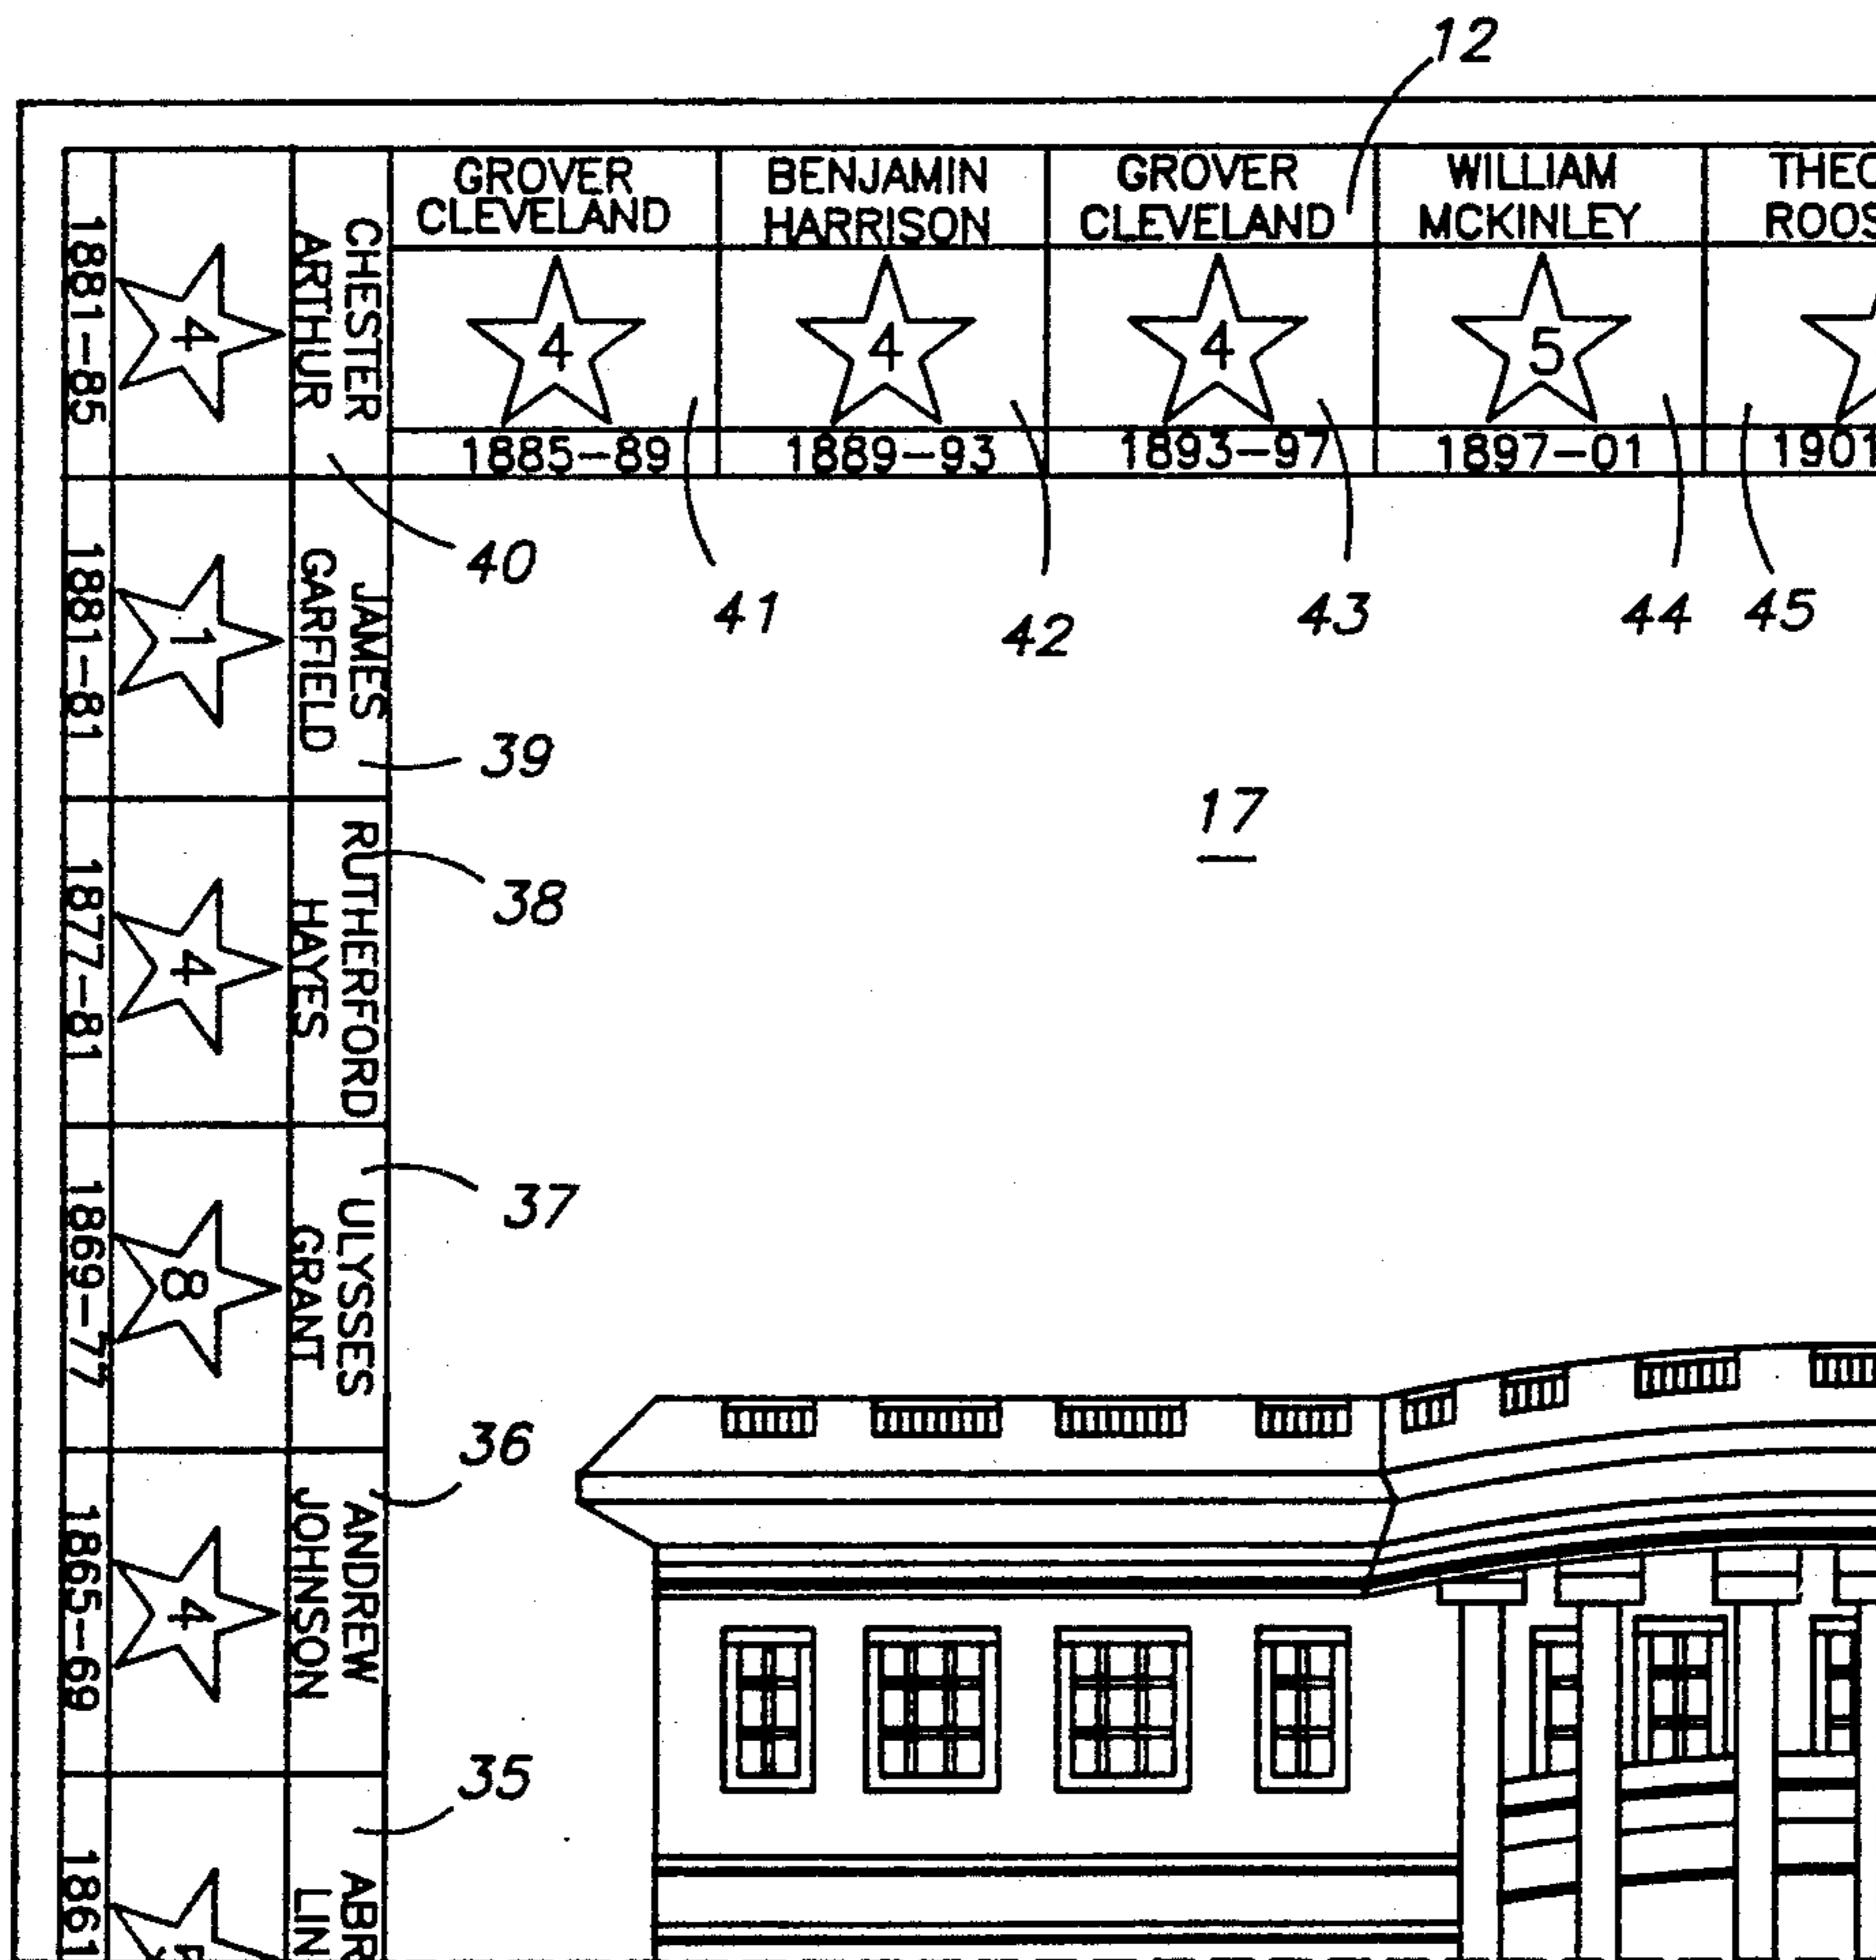 12
GROVER
CLEVELAND
4
1885-89
BENJAMIN
HARRISON
4
1889-93
GROVER
CLEVELAND
4
1893-97
WILLIAM
MCKINLEY
5
1897-01
41
42
43
44
45
CHESTER
ARTHUR
4
1881-85
40
JAMES
GARFIELD
1
1881-81
39
17
RUTHERFORD
HAYES
4
1877-81
38
ULYSSES
GRANT
8
1869-77
37
ANDREW
JOHNSON
4
1865-69
36
35
1861